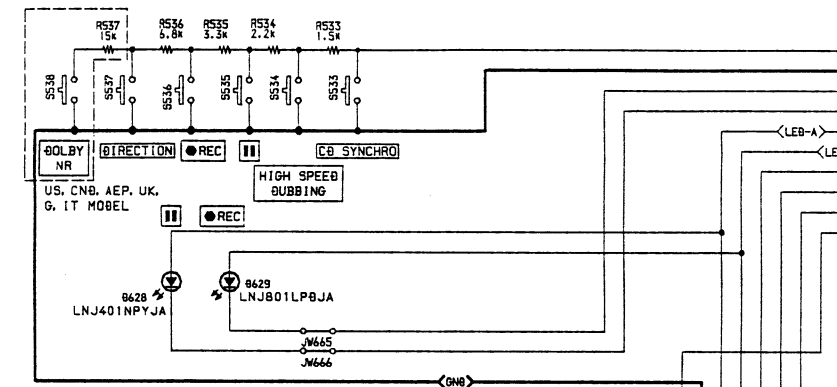 R537
15K
R536
6.8K
R535
3.3K
R534
2.2K
R533
1.5K
S538
S537
S536
S535
S534
S533
DOLBY
NR
DIRECTION
REC
CD SYNCHRO
HIGH SPEED
DUBBING
US, CND, AEP, UK,
G, IT MODEL
REC
D628
LNJ401NPYJA
D629
LNJ801LPDJA
JW665
JW666
LED-A
LE
GND